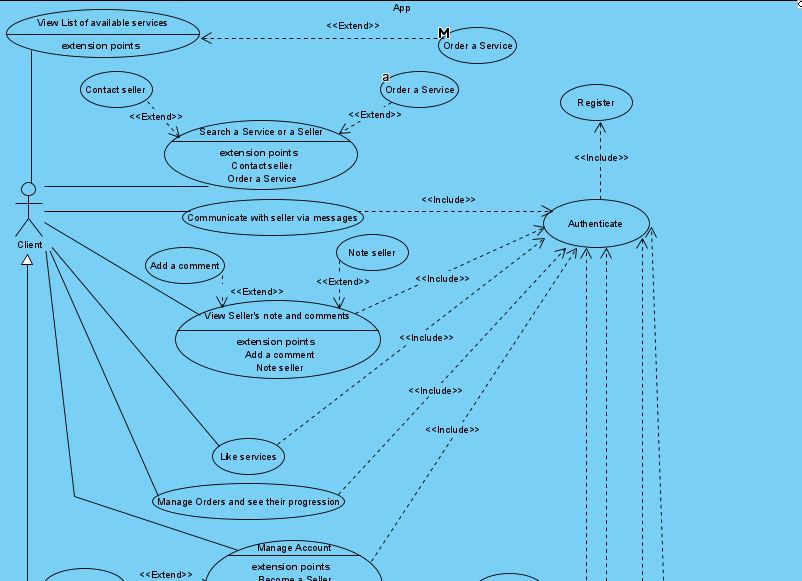 App
View List of available services
extension points
<<Extend>>
M
Order a Service
Contact seller
<<Extend>>
a
Order a Service
<<Extend>>
Search a Service or a Seller
extension points
Contact seller
Order a Service
Register
<<Include>>
Communicate with seller via messages
<<Include>>
Authenticate
Client
Add a comment
<<Extend>>
Note seller
<<Extend>>
<<Include>>
View Seller's note and comments
extension points
Add a comment
Note seller
<<Include>>
<<Include>>
<<Include>>
Like services
Manage Orders and see their progression
Manage Account
extension points
Become a Seller
<<Extend>>